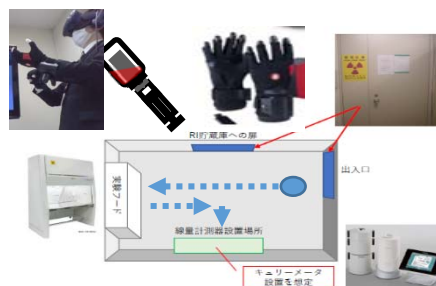 RI貯蔵庫への扉
出入口
実験フード
線量計測器設置場所
キュリーメータ
設置を想定